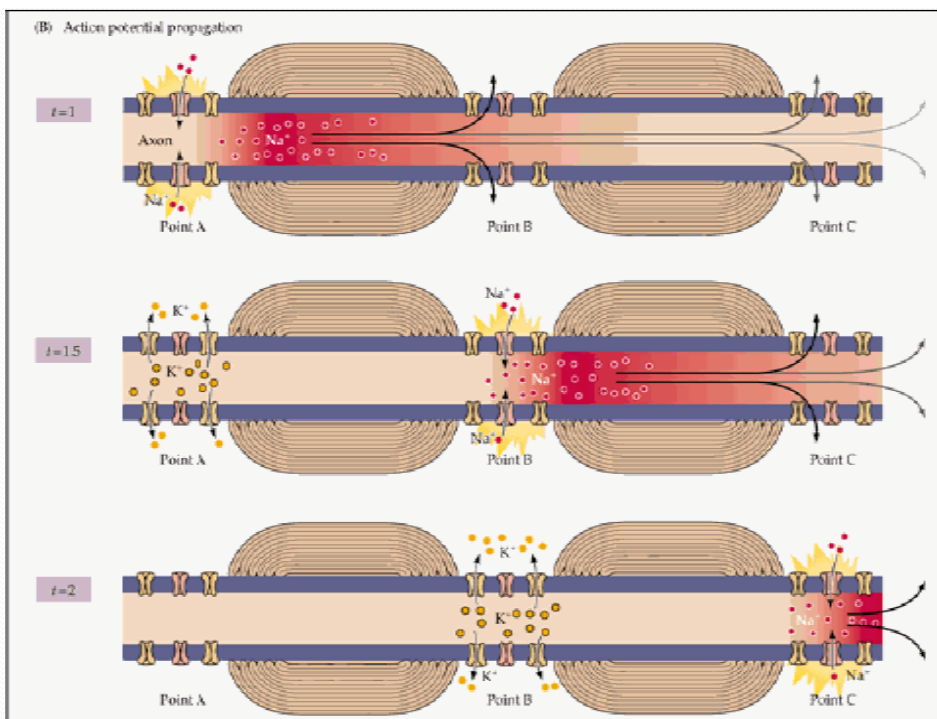 (B) Action potential propagation
t=1
Axon
Na+
Na+
Point A
Point B
Point C
t=1.5
K+
K+
Na+
Na+
Na+
Point A
Point B
Point C
t=2
K+
K+
K+
Na+
Na+
Point A
Point B
Point C